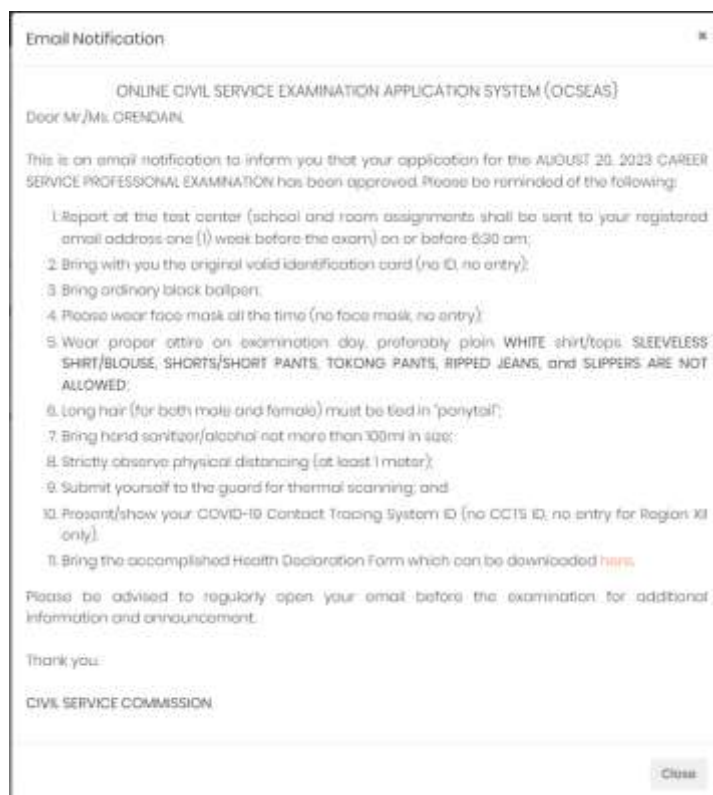 Email Notification
×
ONLINE CIVIL SERVICE EXAMINATION APPLICATION SYSTEM (OCSEAS)
Dear Mr./Ms. ORENDAIN,
This is an email notification to inform you that your application for the AUGUST 20, 2023 CAREER
SERVICE PROFESSIONAL EXAMINATION has been approved. Please be reminded of the following:
1. Report at the test center (school and room assignments shall be sent to your registered
email address one (1) week before the exam) on or before 6:30 am;
2. Bring with you the original valid identification card (no ID, no entry);
3. Bring ordinary black ballpen;
4. Please wear face mask all the time (no face mask, no entry);
5. Wear proper attire on examination day, preferably plain WHITE shirt/tops. SLEEVELESS
SHIRT/BLOUSE, SHORTS/SHORT PANTS, TOKONG PANTS, RIPPED JEANS, and SLIPPERS ARE NOT
ALLOWED;
6. Long hair (for both male and female) must be tied in "ponytail";
7. Bring hand sanitizer/alcohol not more than 100ml in size;
8. Strictly observe physical distancing (at least 1 meter);
9. Submit yourself to the guard for thermal scanning; and
10. Present/show your COVID-19 Contact Tracing System ID (no CCTS ID, no entry for Region XII
only).
11. Bring the accomplished Health Declaration Form which can be downloaded here.
Please be advised to regularly open your email before the examination for additional
information and announcement.
Thank you.
CIVIL SERVICE COMMISSION
Close